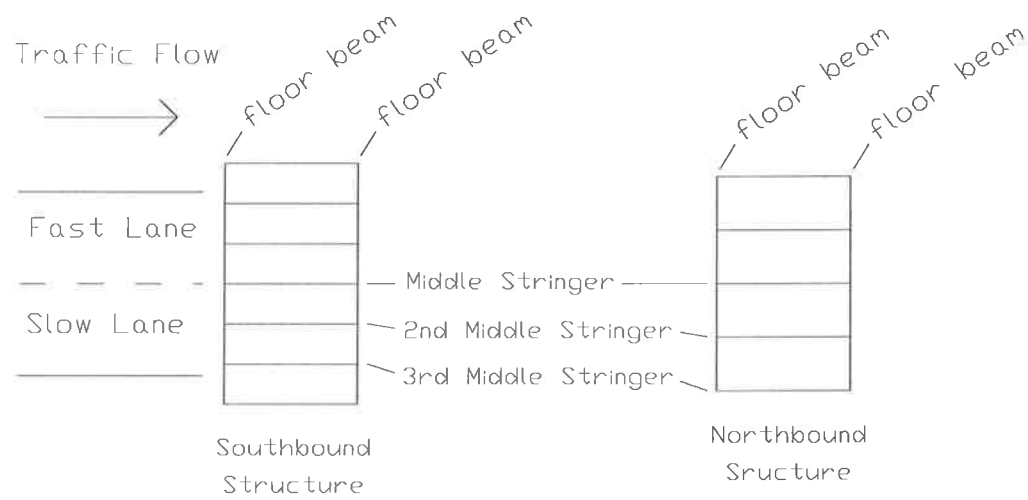 Traffic Flow
floor beam
floor beam
floor beam
floor beam
Fast Lane
Middle Stringer
Slow Lane
2nd Middle Stringer
3rd Middle Stringer
Southbound
Structure
Northbound
Sructure